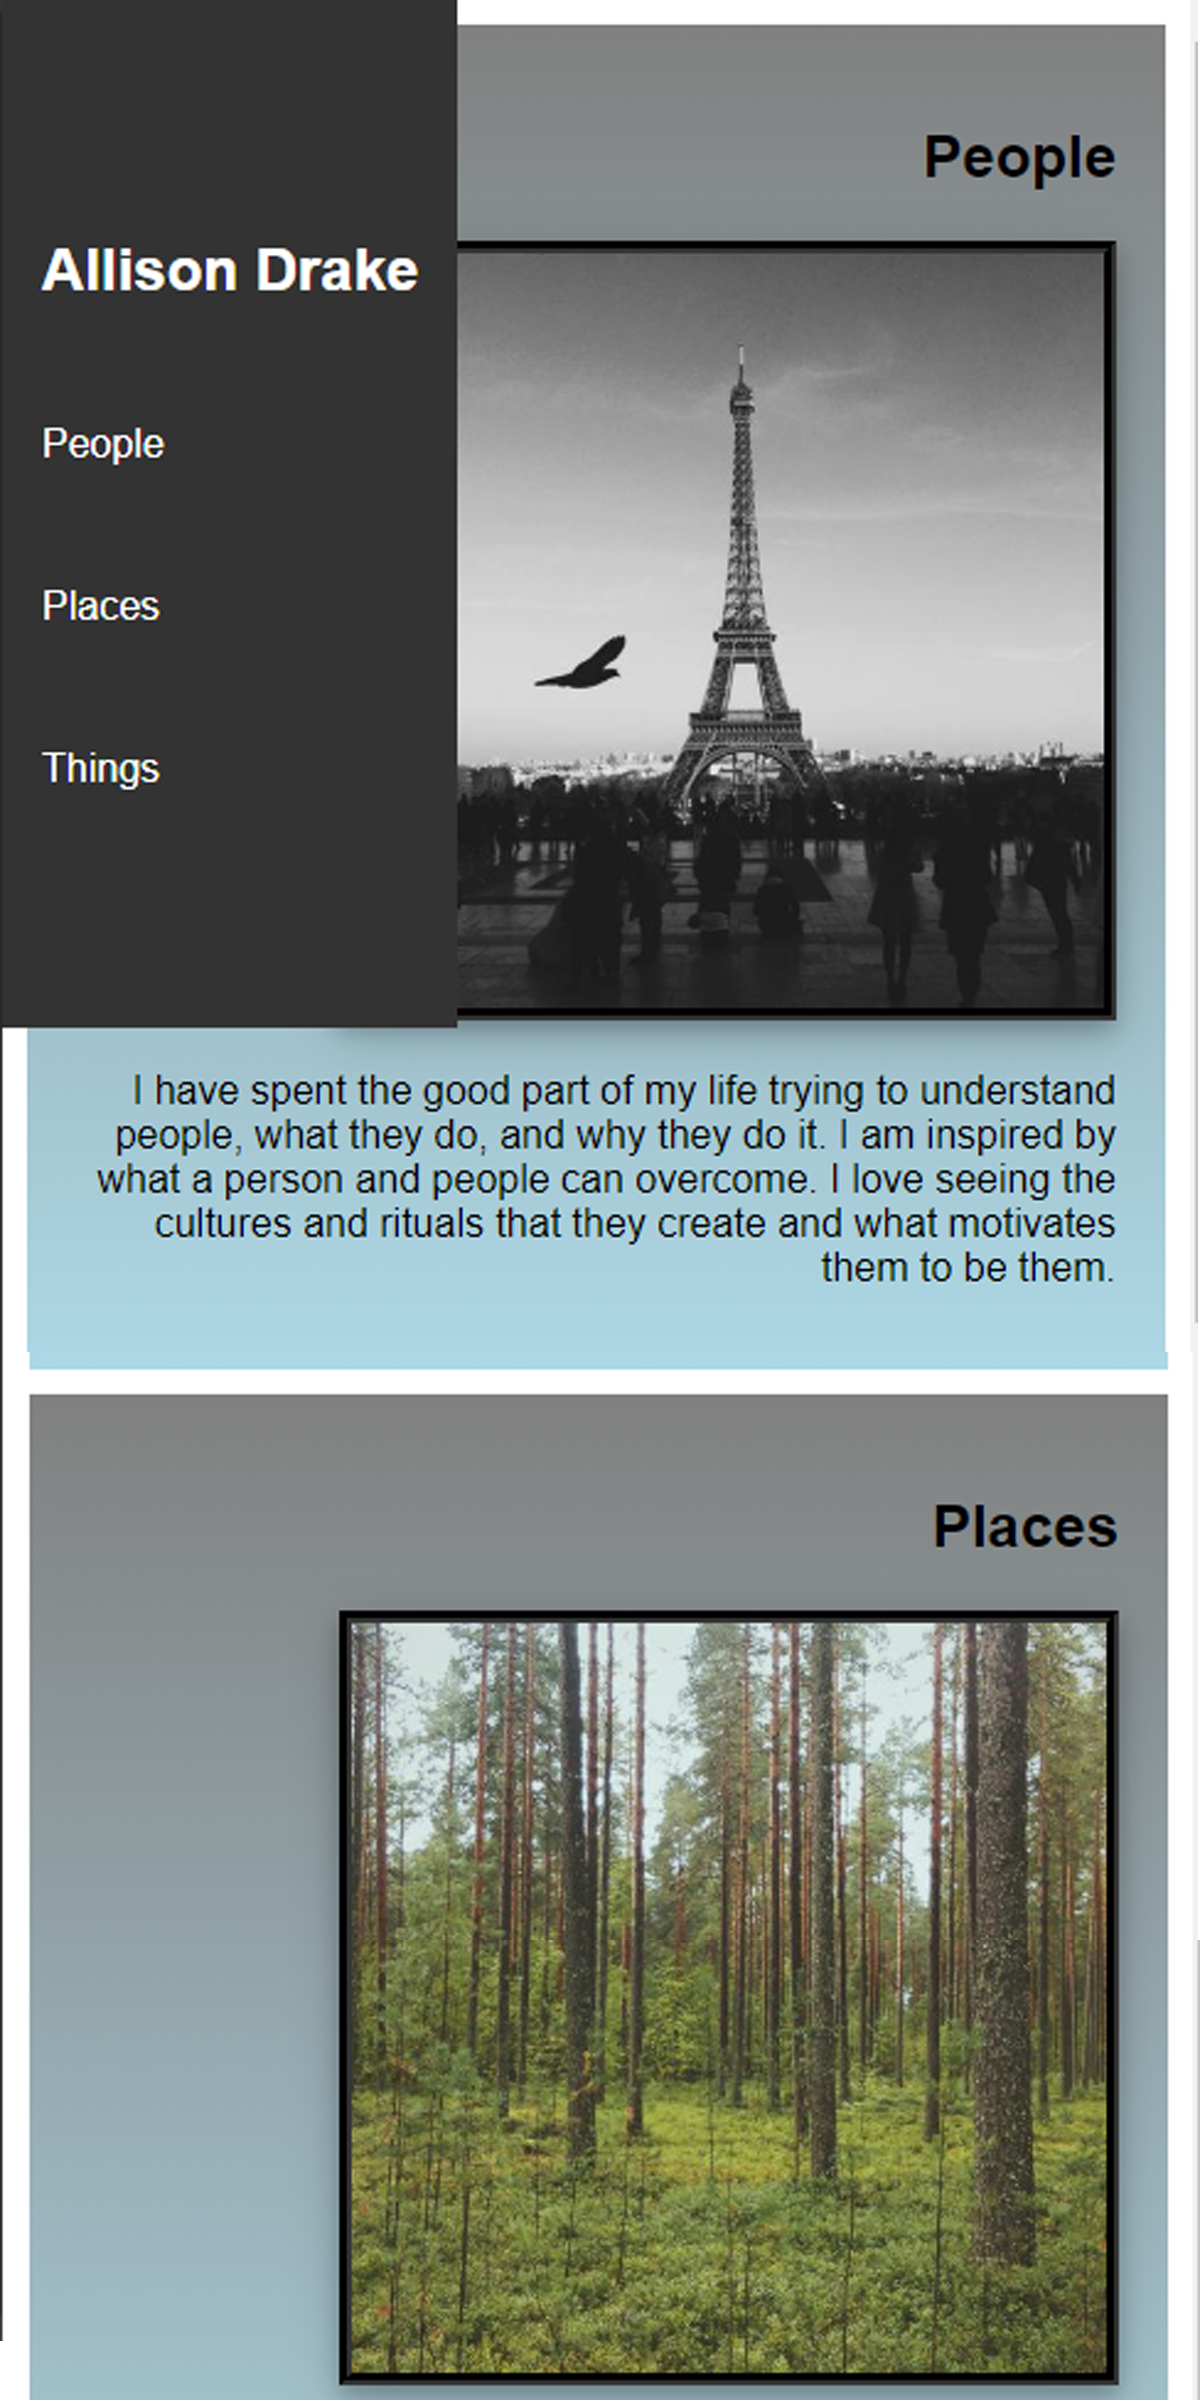 Allison Drake
People
Places
Things
People
I have spent the good part of my life trying to understand
people, what they do, and why they do it. I am inspired by
what a person and people can overcome. I love seeing the
cultures and rituals that they create and what motivates
them to be them.
Places